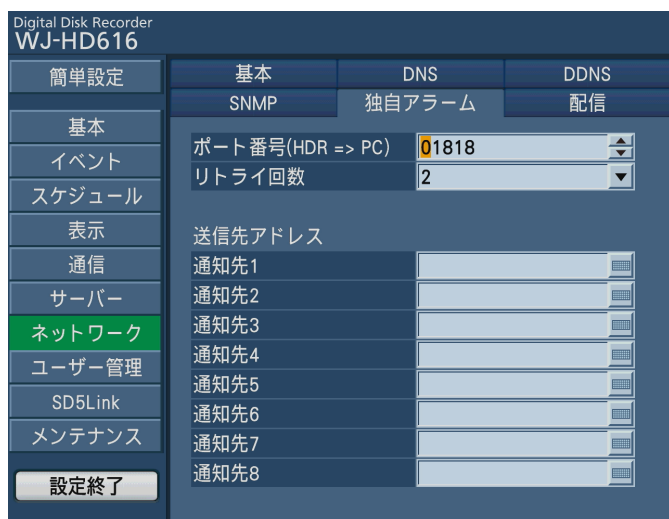 Digital Disk Recorder
WJ-HD616
簡単設定
基本
イベント
スケジュール
表示
通信
サーバー
ネットワーク
ユーザー管理
SD5Link
メンテナンス
設定終了
基本 DNS DDNS
SNMP 独自アラーム 配信
ポート番号(HDR => PC) 01818
リトライ回数 2
送信先アドレス
通知先1
通知先2
通知先3
通知先4
通知先5
通知先6
通知先7
通知先8